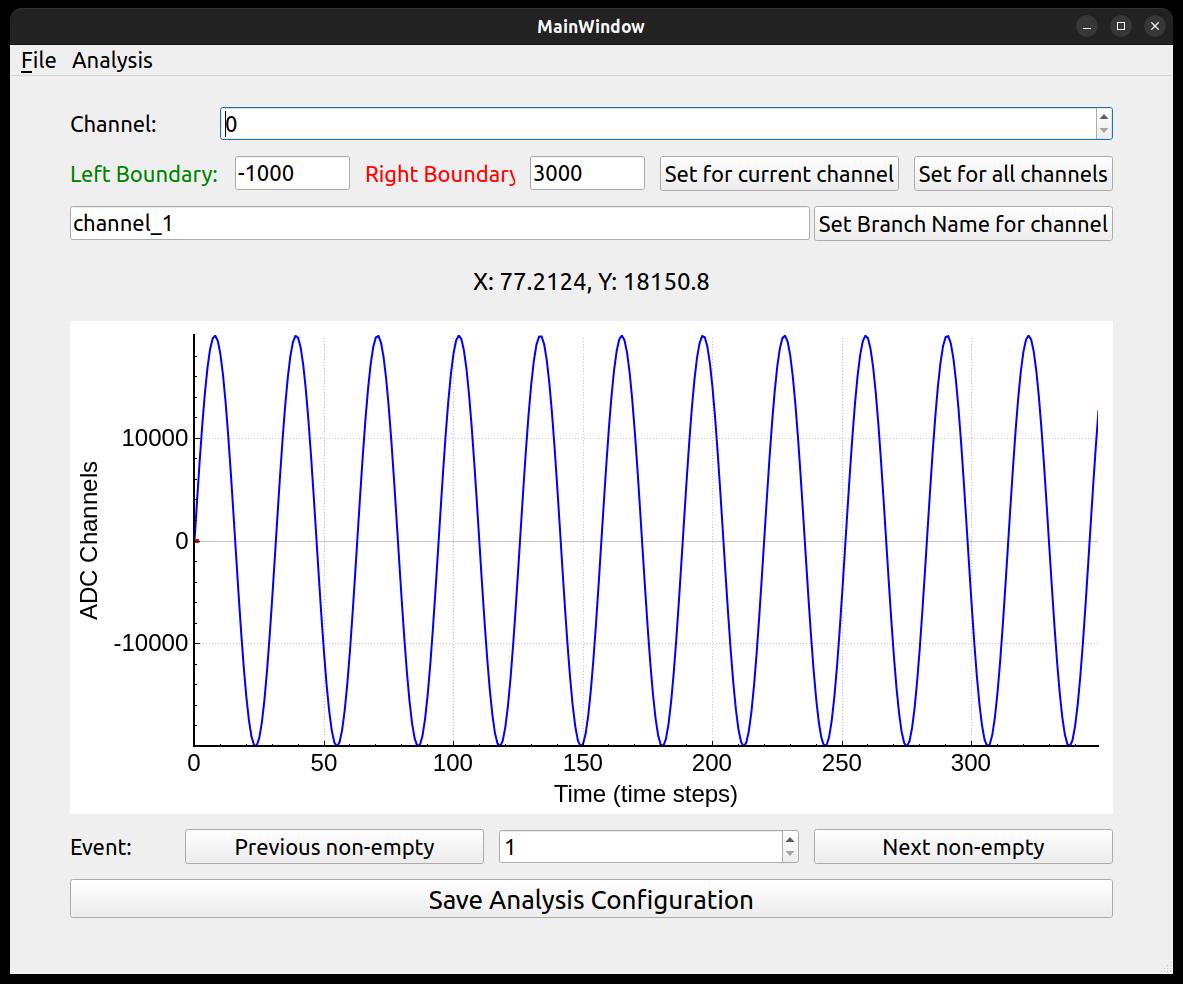 MainWindow
File Analysis
Channel: 0
Left Boundary: -1000 Right Boundary 3000 Set for current channel Set for all channels
channel_1 Set Branch Name for channel
X: 77.2124, Y: 18150.8
10000
0
-10000
ADC Channels
0 50 100 150 200 250 300
Time (time steps)
Event: Previous non-empty 1 Next non-empty
Save Analysis Configuration